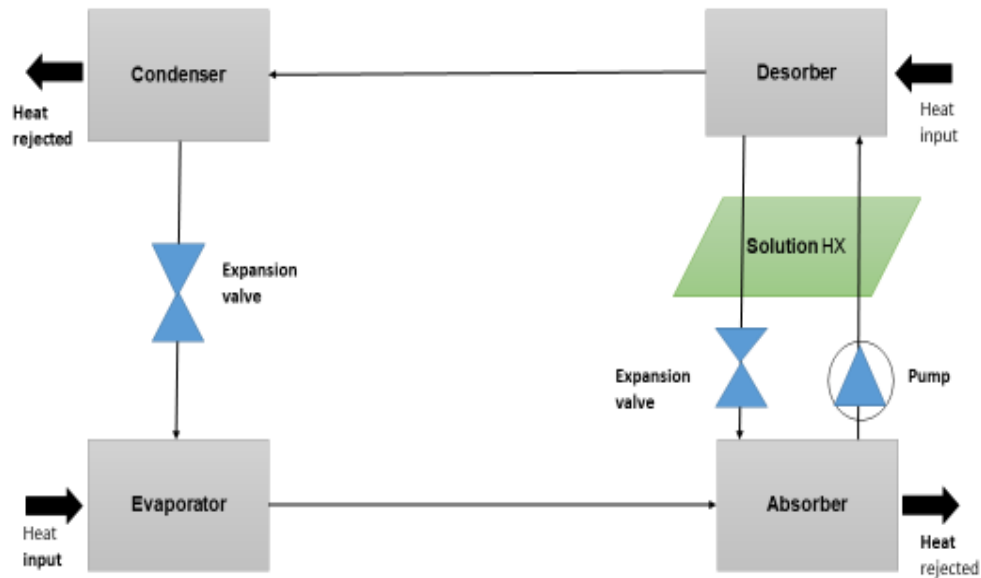 Condenser
Desorber
Heat
rejected
Heat
input
Solution HX
Expansion
valve
Expansion
valve
Pump
Evaporator
Absorber
Heat
input
Heat
rejected